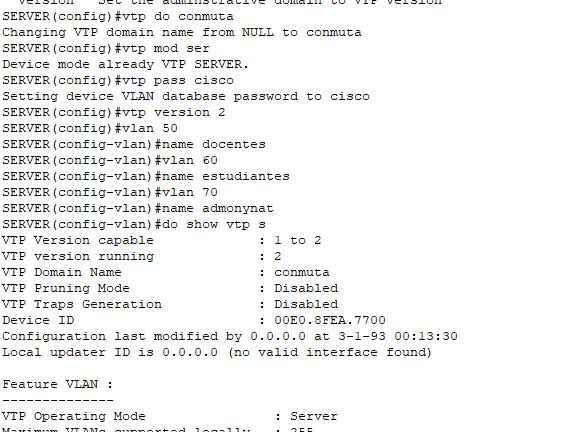 version Set the adminstrative domain to VTP version
SERVER(config)#vtp do conmuta
Changing VTP domain name from NULL to conmuta
SERVER(config)#vtp mod ser
Device mode already VTP SERVER.
SERVER(config)#vtp pass cisco
Setting device VLAN database password to cisco
SERVER(config)#vtp version 2
SERVER(config)#vlan 50
SERVER(config-vlan)#name docentes
SERVER(config-vlan)#vlan 60
SERVER(config-vlan)#name estudiantes
SERVER(config-vlan)#vlan 70
SERVER(config-vlan)#name admonynat
SERVER(config-vlan)#do show vtp s
VTP Version capable : 1 to 2
VTP version running : 2
VTP Domain Name : conmuta
VTP Pruning Mode : Disabled
VTP Traps Generation : Disabled
Device ID : 00E0.8FEA.7700
Configuration last modified by 0.0.0.0 at 3-1-93 00:13:30
Local updater ID is 0.0.0.0 (no valid interface found)
Feature VLAN :
--------------
VTP Operating Mode : Server
Maximum VLANs supported locally : 255